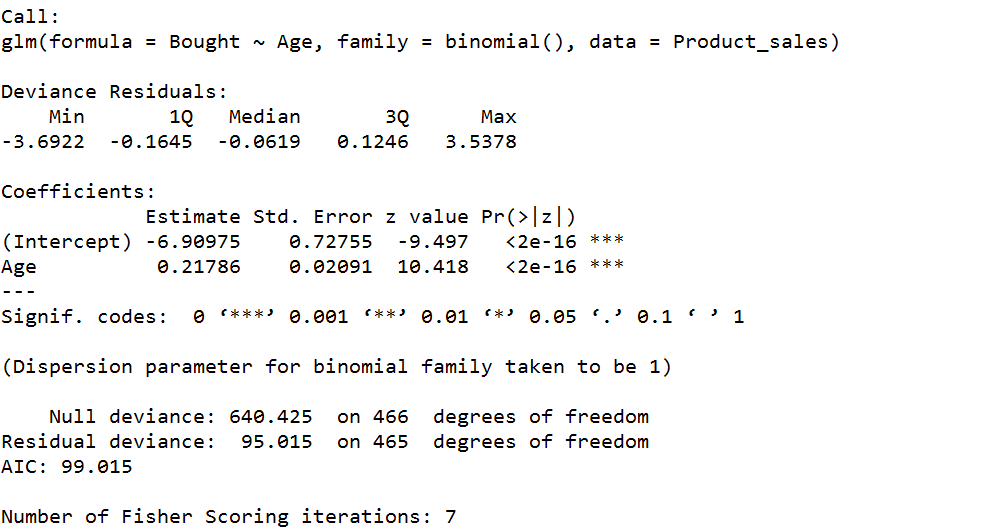 Call:
glm(formula = Bought ~ Age, family = binomial(), data = Product_sales)
Deviance Residuals:
Min 1Q Median 3Q Max
-3.6922 -0.1645 -0.0619 0.1246 3.5378
Coefficients:
Estimate Std. Error z value Pr(>|z|)
(Intercept) -6.90975 0.72755 -9.497 <2e-16 ***
Age 0.21786 0.02091 10.418 <2e-16 ***
---
Signif. codes: 0 ‘***’ 0.001 ‘**’ 0.01 ‘*’ 0.05 ‘.’ 0.1 ‘ ’ 1
(Dispersion parameter for binomial family taken to be 1)
Null deviance: 640.425 on 466 degrees of freedom
Residual deviance: 95.015 on 465 degrees of freedom
AIC: 99.015
Number of Fisher Scoring iterations: 7